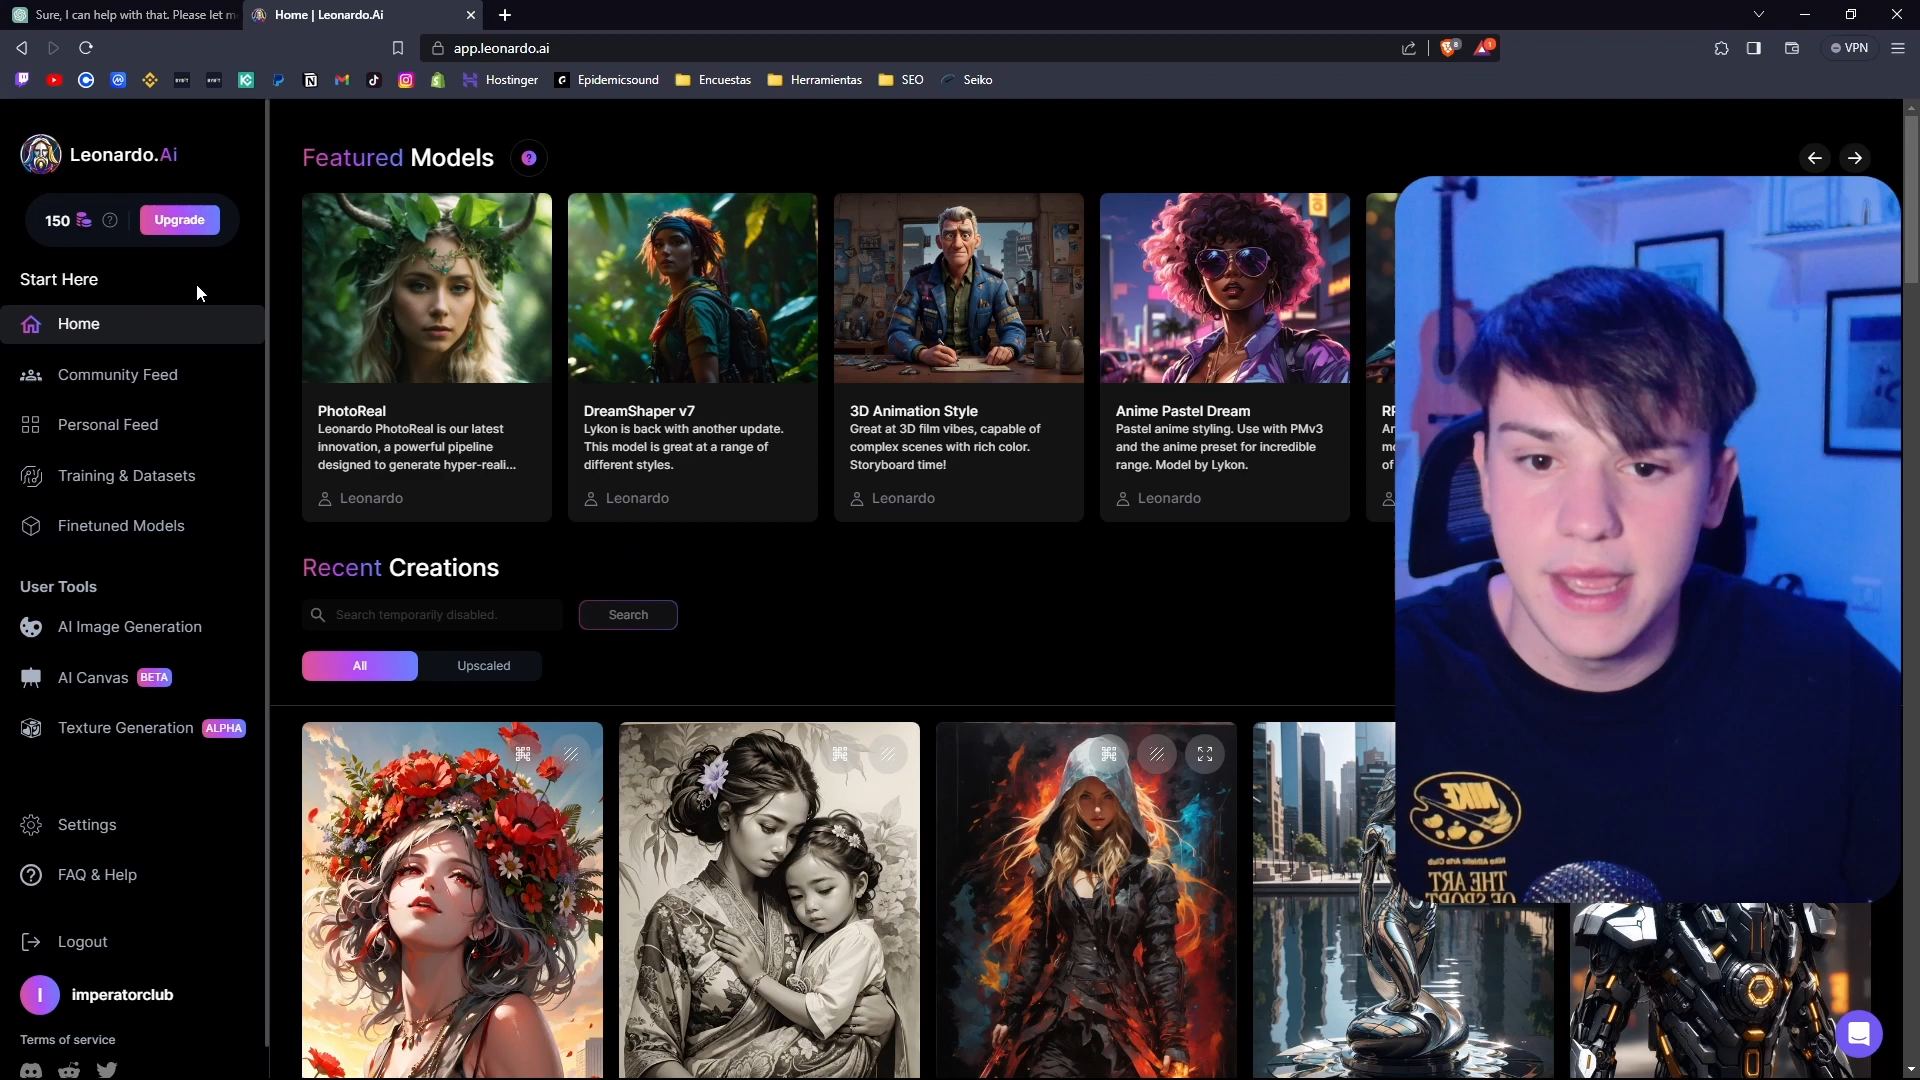 Sure, I can help with that. Please let m
Home | Leonardo.Ai
app.leonardo.ai
8
1
VPN
Hostinger
Epidemicsound
Encuestas
Herramientas
SEO
Seiko
Leonardo.Ai
150
Upgrade
Start Here
Home
Community Feed
Personal Feed
Training & Datasets
Finetuned Models
User Tools
AI Image Generation
AI Canvas BETA
Texture Generation ALPHA
Settings
FAQ & Help
Logout
I
imperatorclub
Terms of service
Featured Models
PhotoReal
Leonardo PhotoReal is our latest
innovation, a powerful pipeline
designed to generate hyper-reali...
Leonardo
DreamShaper v7
Lykon is back with another update.
This model is great at a range of
different styles.
Leonardo
3D Animation Style
Great at 3D film vibes, capable of
complex scenes with rich color.
Storyboard time!
Leonardo
Anime Pastel Dream
Pastel anime styling. Use with PMv3
and the anime preset for incredible
range. Model by Lykon.
Leonardo
Recent Creations
Search temporarily disabled.
Search
All
Upscaled
NIKE
THE ART
OF SPORT